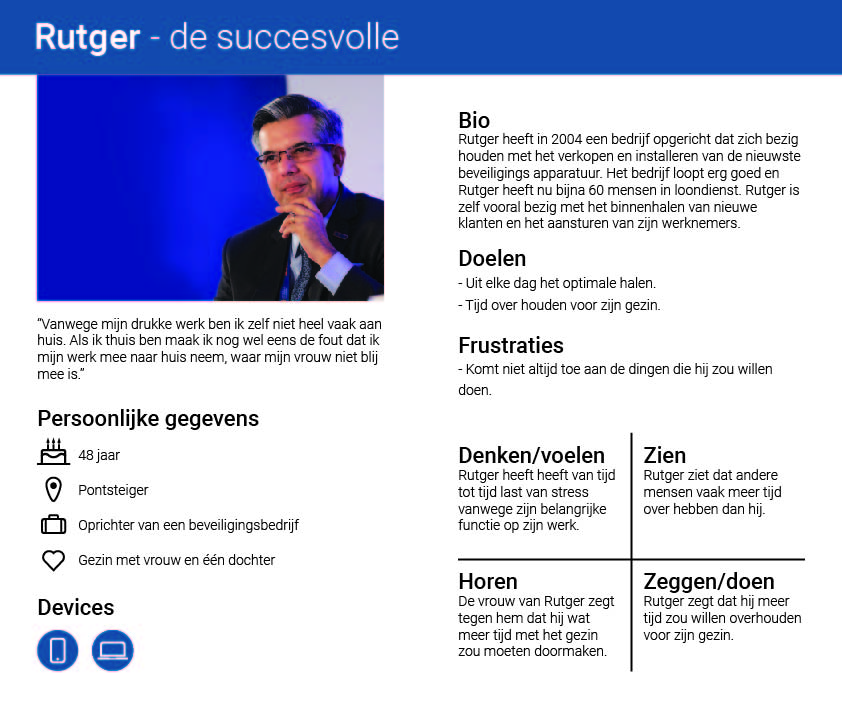 Rutger - de succesvolle
“Vanwege mijn drukke werk ben ik zelf niet heel vaak aan
huis. Als ik thuis ben maak ik nog wel eens de fout dat ik
mijn werk mee naar huis neem, waar mijn vrouw niet blij
mee is.”
Persoonlijke gegevens
48 jaar
Pontsteiger
Oprichter van een beveiligingsbedrijf
Gezin met vrouw en één dochter
Devices
Bio
Rutger heeft in 2004 een bedrijf opgericht dat zich bezig
houden met het verkopen en installeren van de nieuwste
beveiligings apparatuur. Het bedrijf loopt erg goed en
Rutger heeft nu bijna 60 mensen in loondienst. Rutger is
zelf vooral bezig met het binnenhalen van nieuwe
klanten en het aansturen van zijn werknemers.
Doelen
- Uit elke dag het optimale halen.
- Tijd over houden voor zijn gezin.
Frustraties
- Komt niet altijd toe aan de dingen die hij zou willen
doen.
Denken/voelen
Rutger heeft heeft van tijd
tot tijd last van stress
vanwege zijn belangrijke
functie op zijn werk.
Zien
Rutger ziet dat andere
mensen vaak meer tijd
over hebben dan hij.
Horen
De vrouw van Rutger zegt
tegen hem dat hij wat
meer tijd met het gezin
zou moeten doormaken.
Zeggen/doen
Rutger zegt dat hij meer
tijd zou willen overhouden
voor zijn gezin.